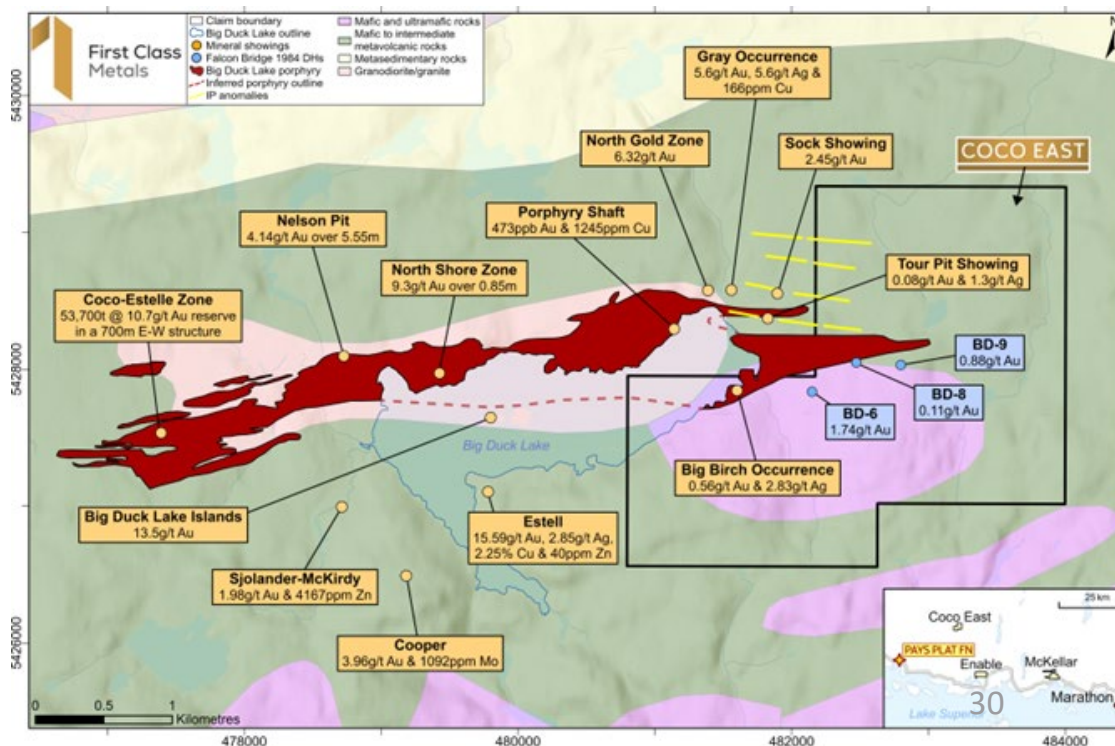 First Class
Metals
Claim boundary
Big Duck Lake outline
Mineral showings
Falcon Bridge 1984 DHs
Big Duck Lake porphyry
Inferred porphyry outline
IP anomalies
Mafic and ultramafic rocks
Mafic to intermediate
metavolcanic rocks
Metasedimentary rocks
Granodiorite/granite
N
Gray Occurrence
5.6g/t Au, 5.6g/t Ag &
166ppm Cu
5430000
North Gold Zone
6.32g/t Au
Sock Showing
2.45g/t Au
COCO EAST
Nelson Pit
4.14g/t Au over 5.55m
Porphyry Shaft
473ppb Au & 1245ppm Cu
North Shore Zone
9.3g/t Au over 0.85m
Tour Pit Showing
0.08g/t Au & 1.3g/t Ag
Coco-Estelle Zone
53,700t @ 10.7g/t Au reserve
in a 700m E-W structure
5428000
BD-9
0.88g/t Au
BD-8
0.11g/t Au
BD-6
1.74g/t Au
Big Duck Lake
Big Birch Occurrence
0.56g/t Au & 2.83g/t Ag
Big Duck Lake Islands
13.5g/t Au
Estell
15.59g/t Au, 2.85g/t Ag,
2.25% Cu & 40ppm Zn
Sjolander-McKirdy
1.98g/t Au & 4167ppm Zn
Cooper
3.96g/t Au & 1092ppm Mo
5426000
25 km
Coco East
PAYS PLAT FN
Enable
McKellar
Marathon
Lake Superior
30
0 0.5 1
Kilometres
478000 480000 482000 484000